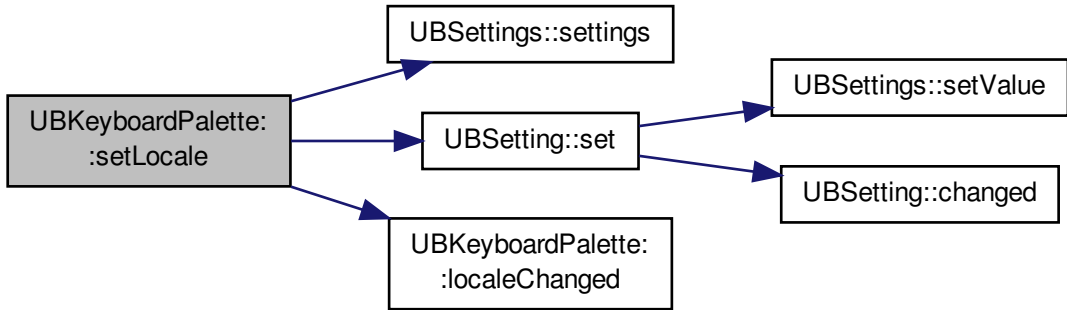 UBKeyboardPalette:
:setLocale
UBSettings::settings
UBSetting::set
UBKeyboardPalette:
:localeChanged
UBSettings::setValue
UBSetting::changed